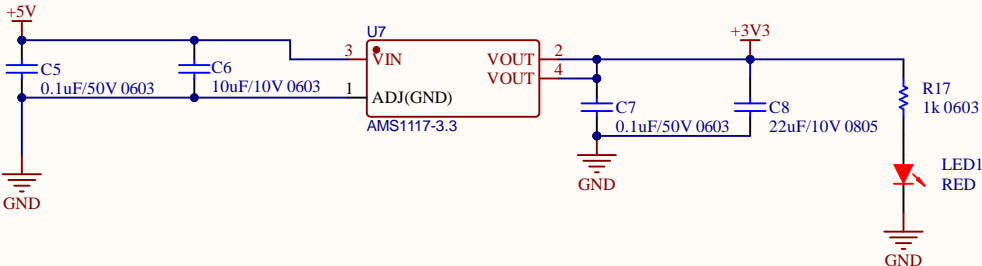 +5V
C5
0.1uF/50V 0603
C6
10uF/10V 0603
U7
3
VIN
1
ADJ(GND)
VOUT
2
VOUT
4
AMS1117-3.3
+3V3
C7
0.1uF/50V 0603
C8
22uF/10V 0805
R17
1k 0603
LED1
RED
GND
GND
GND